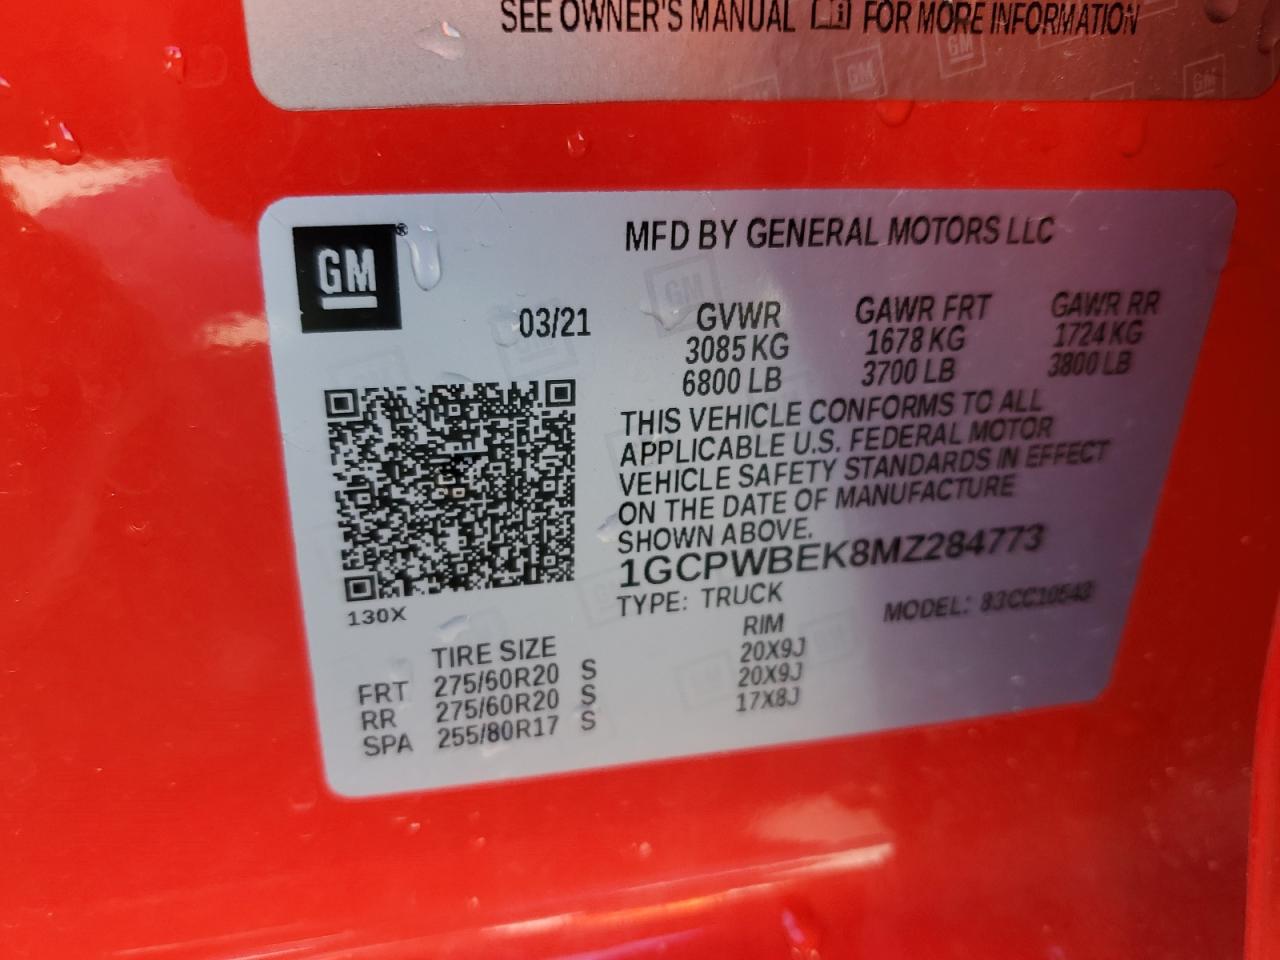 SEE OWNER'S MANUAL FOR MORE INFORMATION
GM®
MFD BY GENERAL MOTORS LLC
03/21
GVWR GAWR FRT GAWR RR
3085 KG 1678 KG 1724 KG
6800 LB 3700 LB 3800 LB
THIS VEHICLE CONFORMS TO ALL
APPLICABLE U.S. FEDERAL MOTOR
VEHICLE SAFETY STANDARDS IN EFFECT
ON THE DATE OF MANUFACTURE
SHOWN ABOVE.
1GCPWBEK8MZ284773
TYPE: TRUCK MODEL:
130X
TIRE SIZE RIM
FRT 275/60R20 S 20X9J
RR 275/60R20 S 20X9J
SPA 255/80R17 S 17X8J